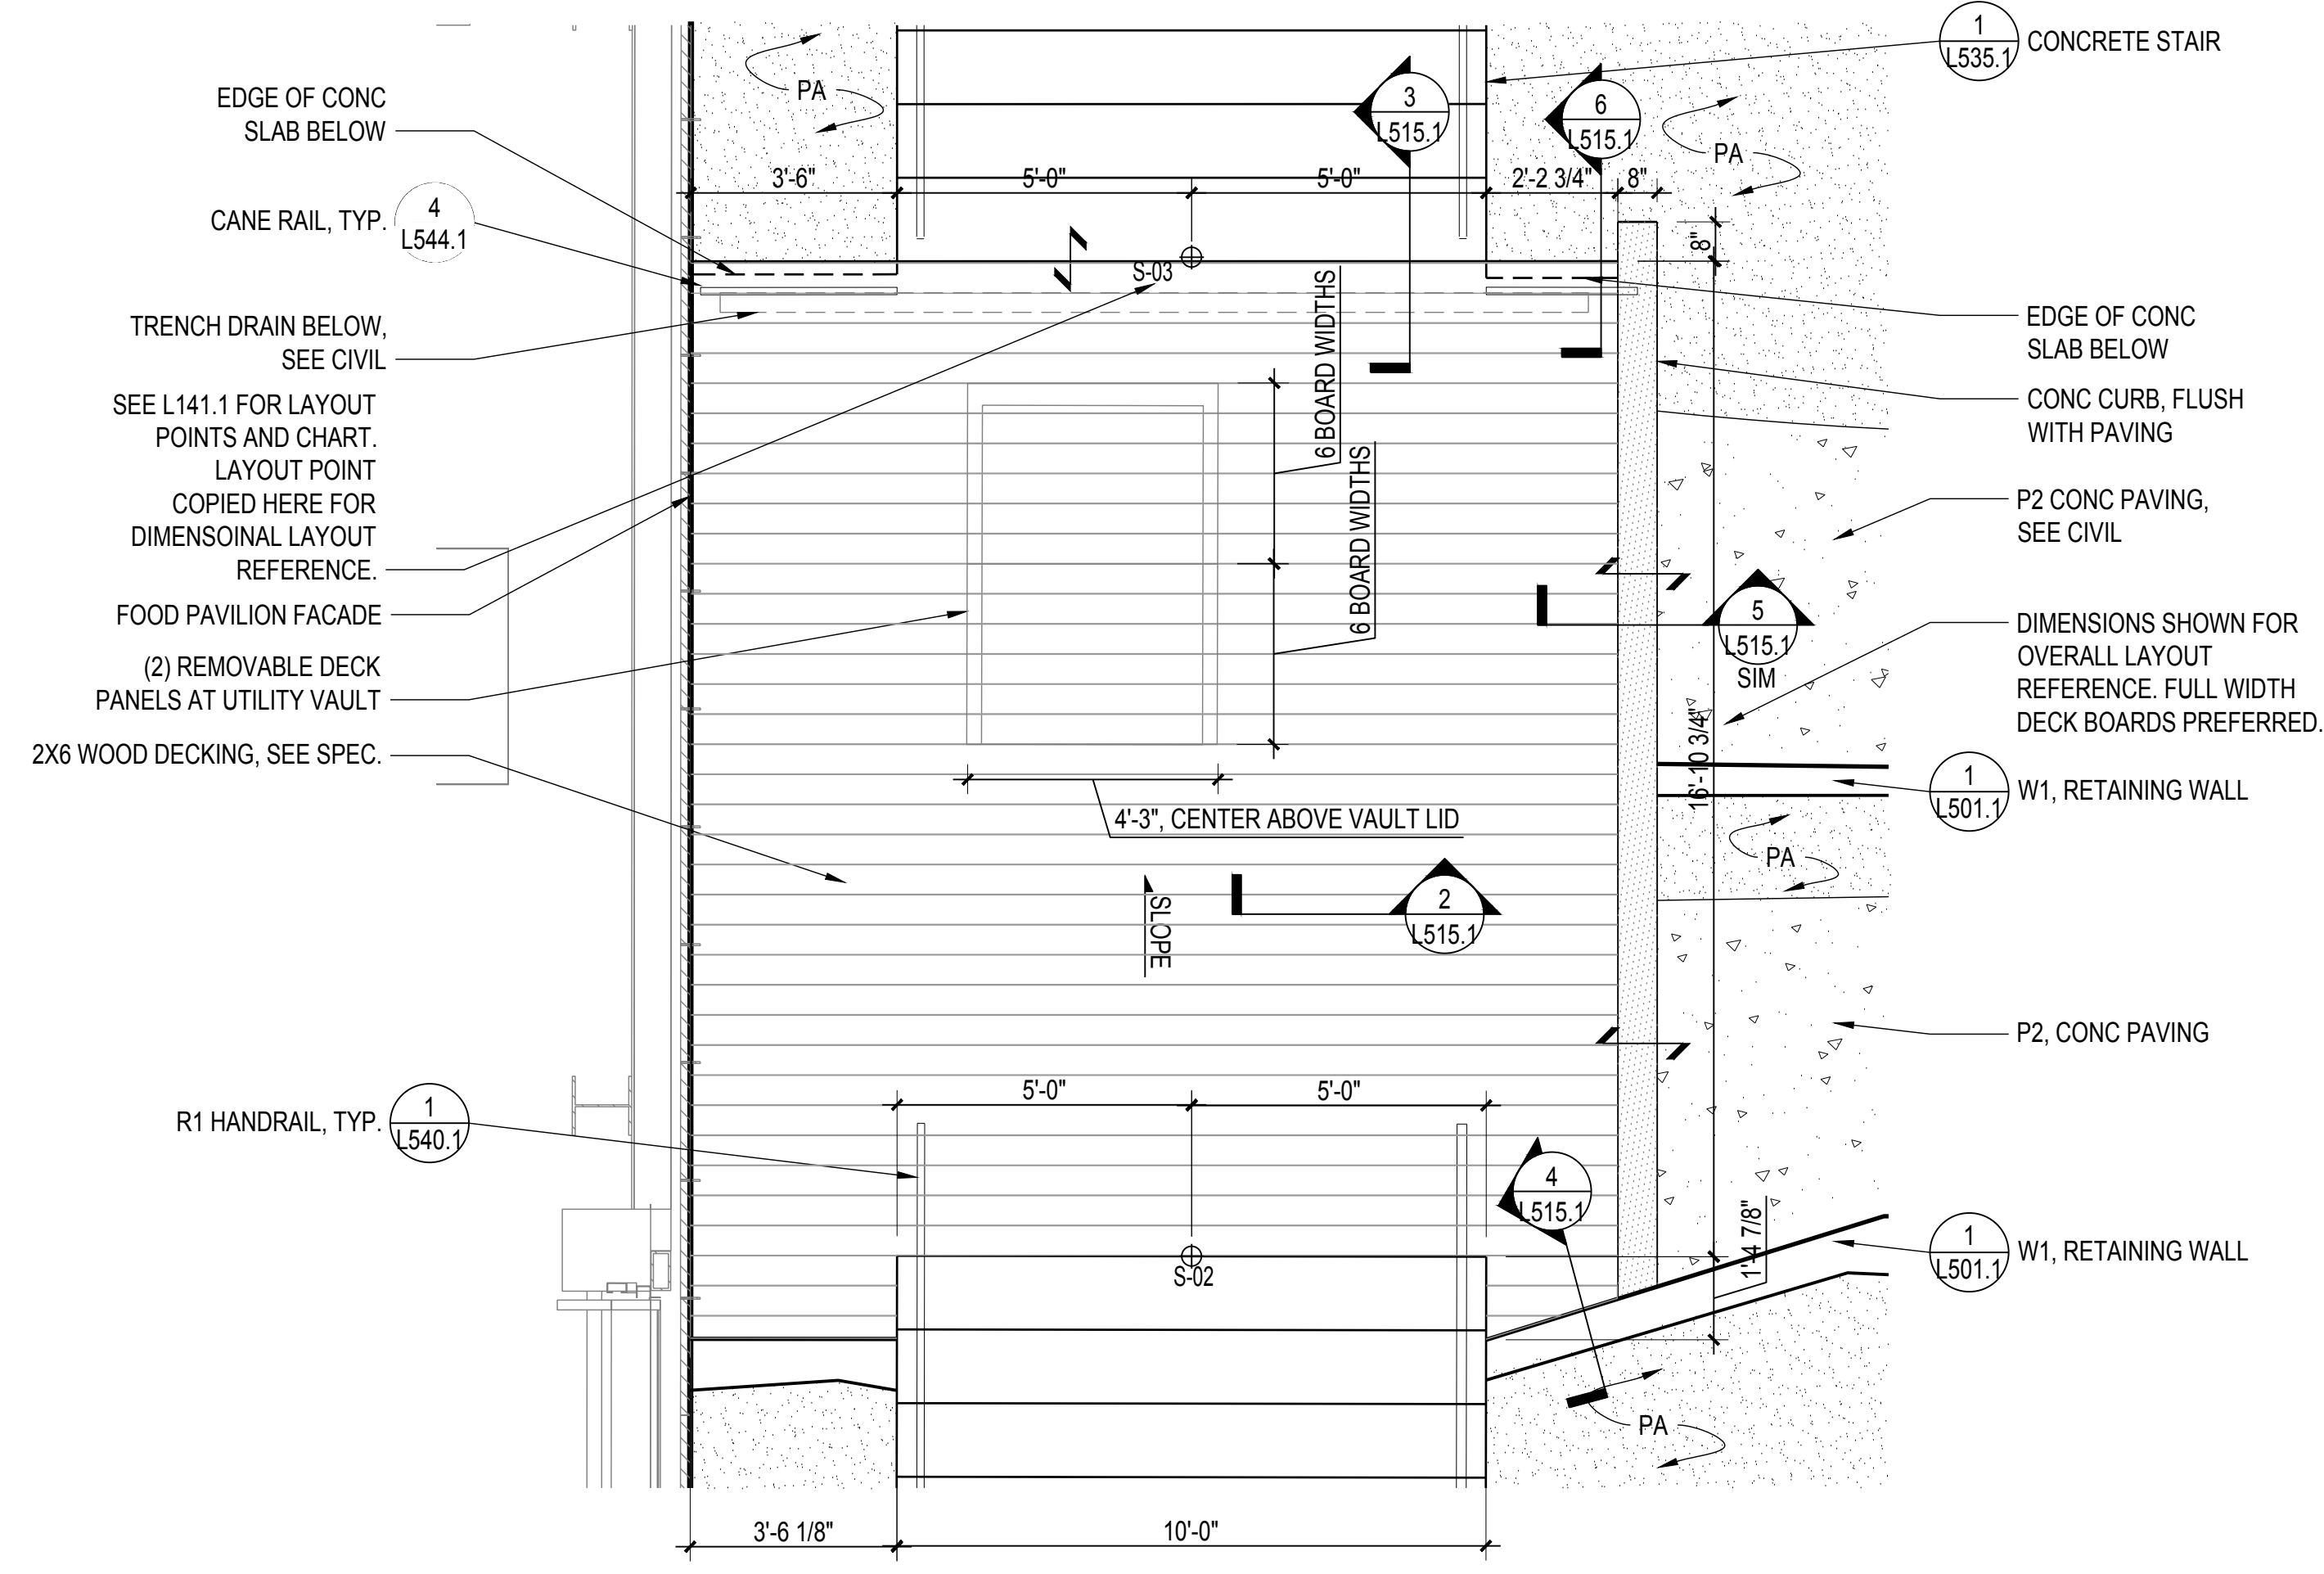 1
L535.1
CONCRETE STAIR
EDGE OF CONC
SLAB BELOW
PA
3
L515.1
6
L515.1
PA
3'-6"
5'-0"
5'-0"
2'-2 3/4"
8"
CANE RAIL, TYP.
4
L544.1
8"
S-03
TRENCH DRAIN BELOW,
SEE CIVIL
6 BOARD WIDTHS
EDGE OF CONC
SLAB BELOW
SEE L141.1 FOR LAYOUT
POINTS AND CHART.
LAYOUT POINT
COPIED HERE FOR
DIMENSOINAL LAYOUT
REFERENCE.
CONC CURB, FLUSH
WITH PAVING
6 BOARD WIDTHS
P2 CONC PAVING,
SEE CIVIL
FOOD PAVILION FACADE
5
L515.1
SIM
DIMENSIONS SHOWN FOR
OVERALL LAYOUT
REFERENCE. FULL WIDTH
DECK BOARDS PREFERRED.
(2) REMOVABLE DECK
PANELS AT UTILITY VAULT
2X6 WOOD DECKING, SEE SPEC.
16'-10 3/4"
1
L501.1
W1, RETAINING WALL
4'-3", CENTER ABOVE VAULT LID
PA
2
L515.1
SLOPE
P2, CONC PAVING
5'-0"
5'-0"
R1 HANDRAIL, TYP.
1
L540.1
4
L515.1
1'-4 7/8"
1
L501.1
W1, RETAINING WALL
S-02
PA
3'-6 1/8"
10'-0"